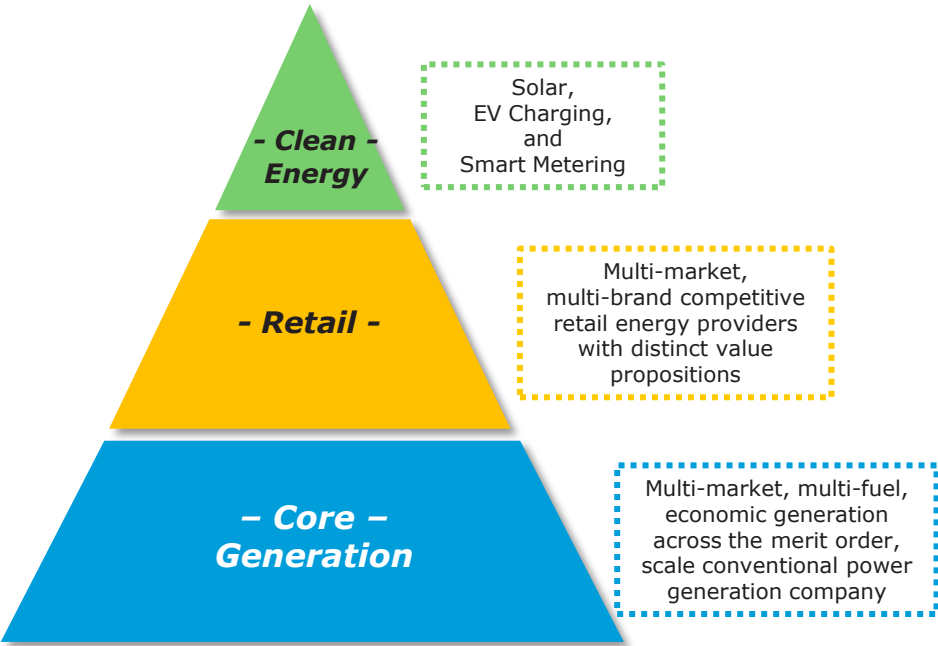 - Clean -
Energy
Solar,
EV Charging,
and
Smart Metering
- Retail -
Multi-market,
multi-brand competitive
retail energy providers
with distinct value
propositions
– Core –
Generation
Multi-market, multi-fuel,
economic generation
across the merit order,
scale conventional power
generation company